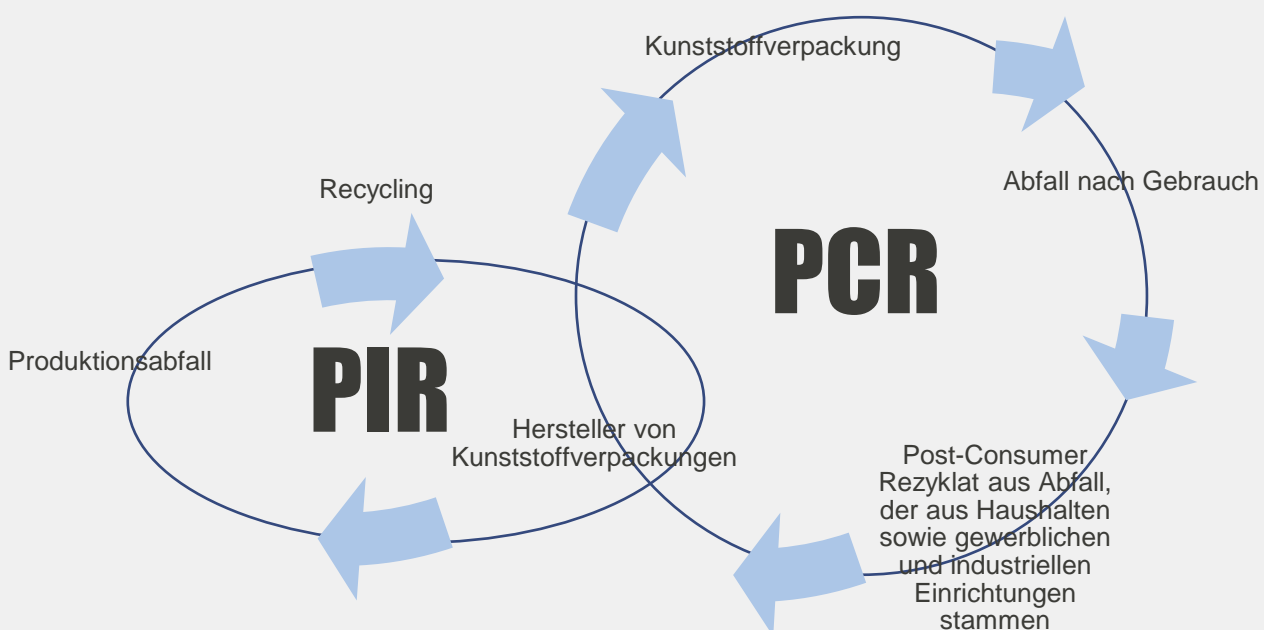 Kunststoffverpackung
Abfall nach Gebrauch
Recycling
PCR
Produktionsabfall
PIR
Hersteller von
Kunststoffverpackungen
Post-Consumer
Rezyklat aus Abfall,
der aus Haushalten
sowie gewerblichen
und industriellen
Einrichtungen
stammen